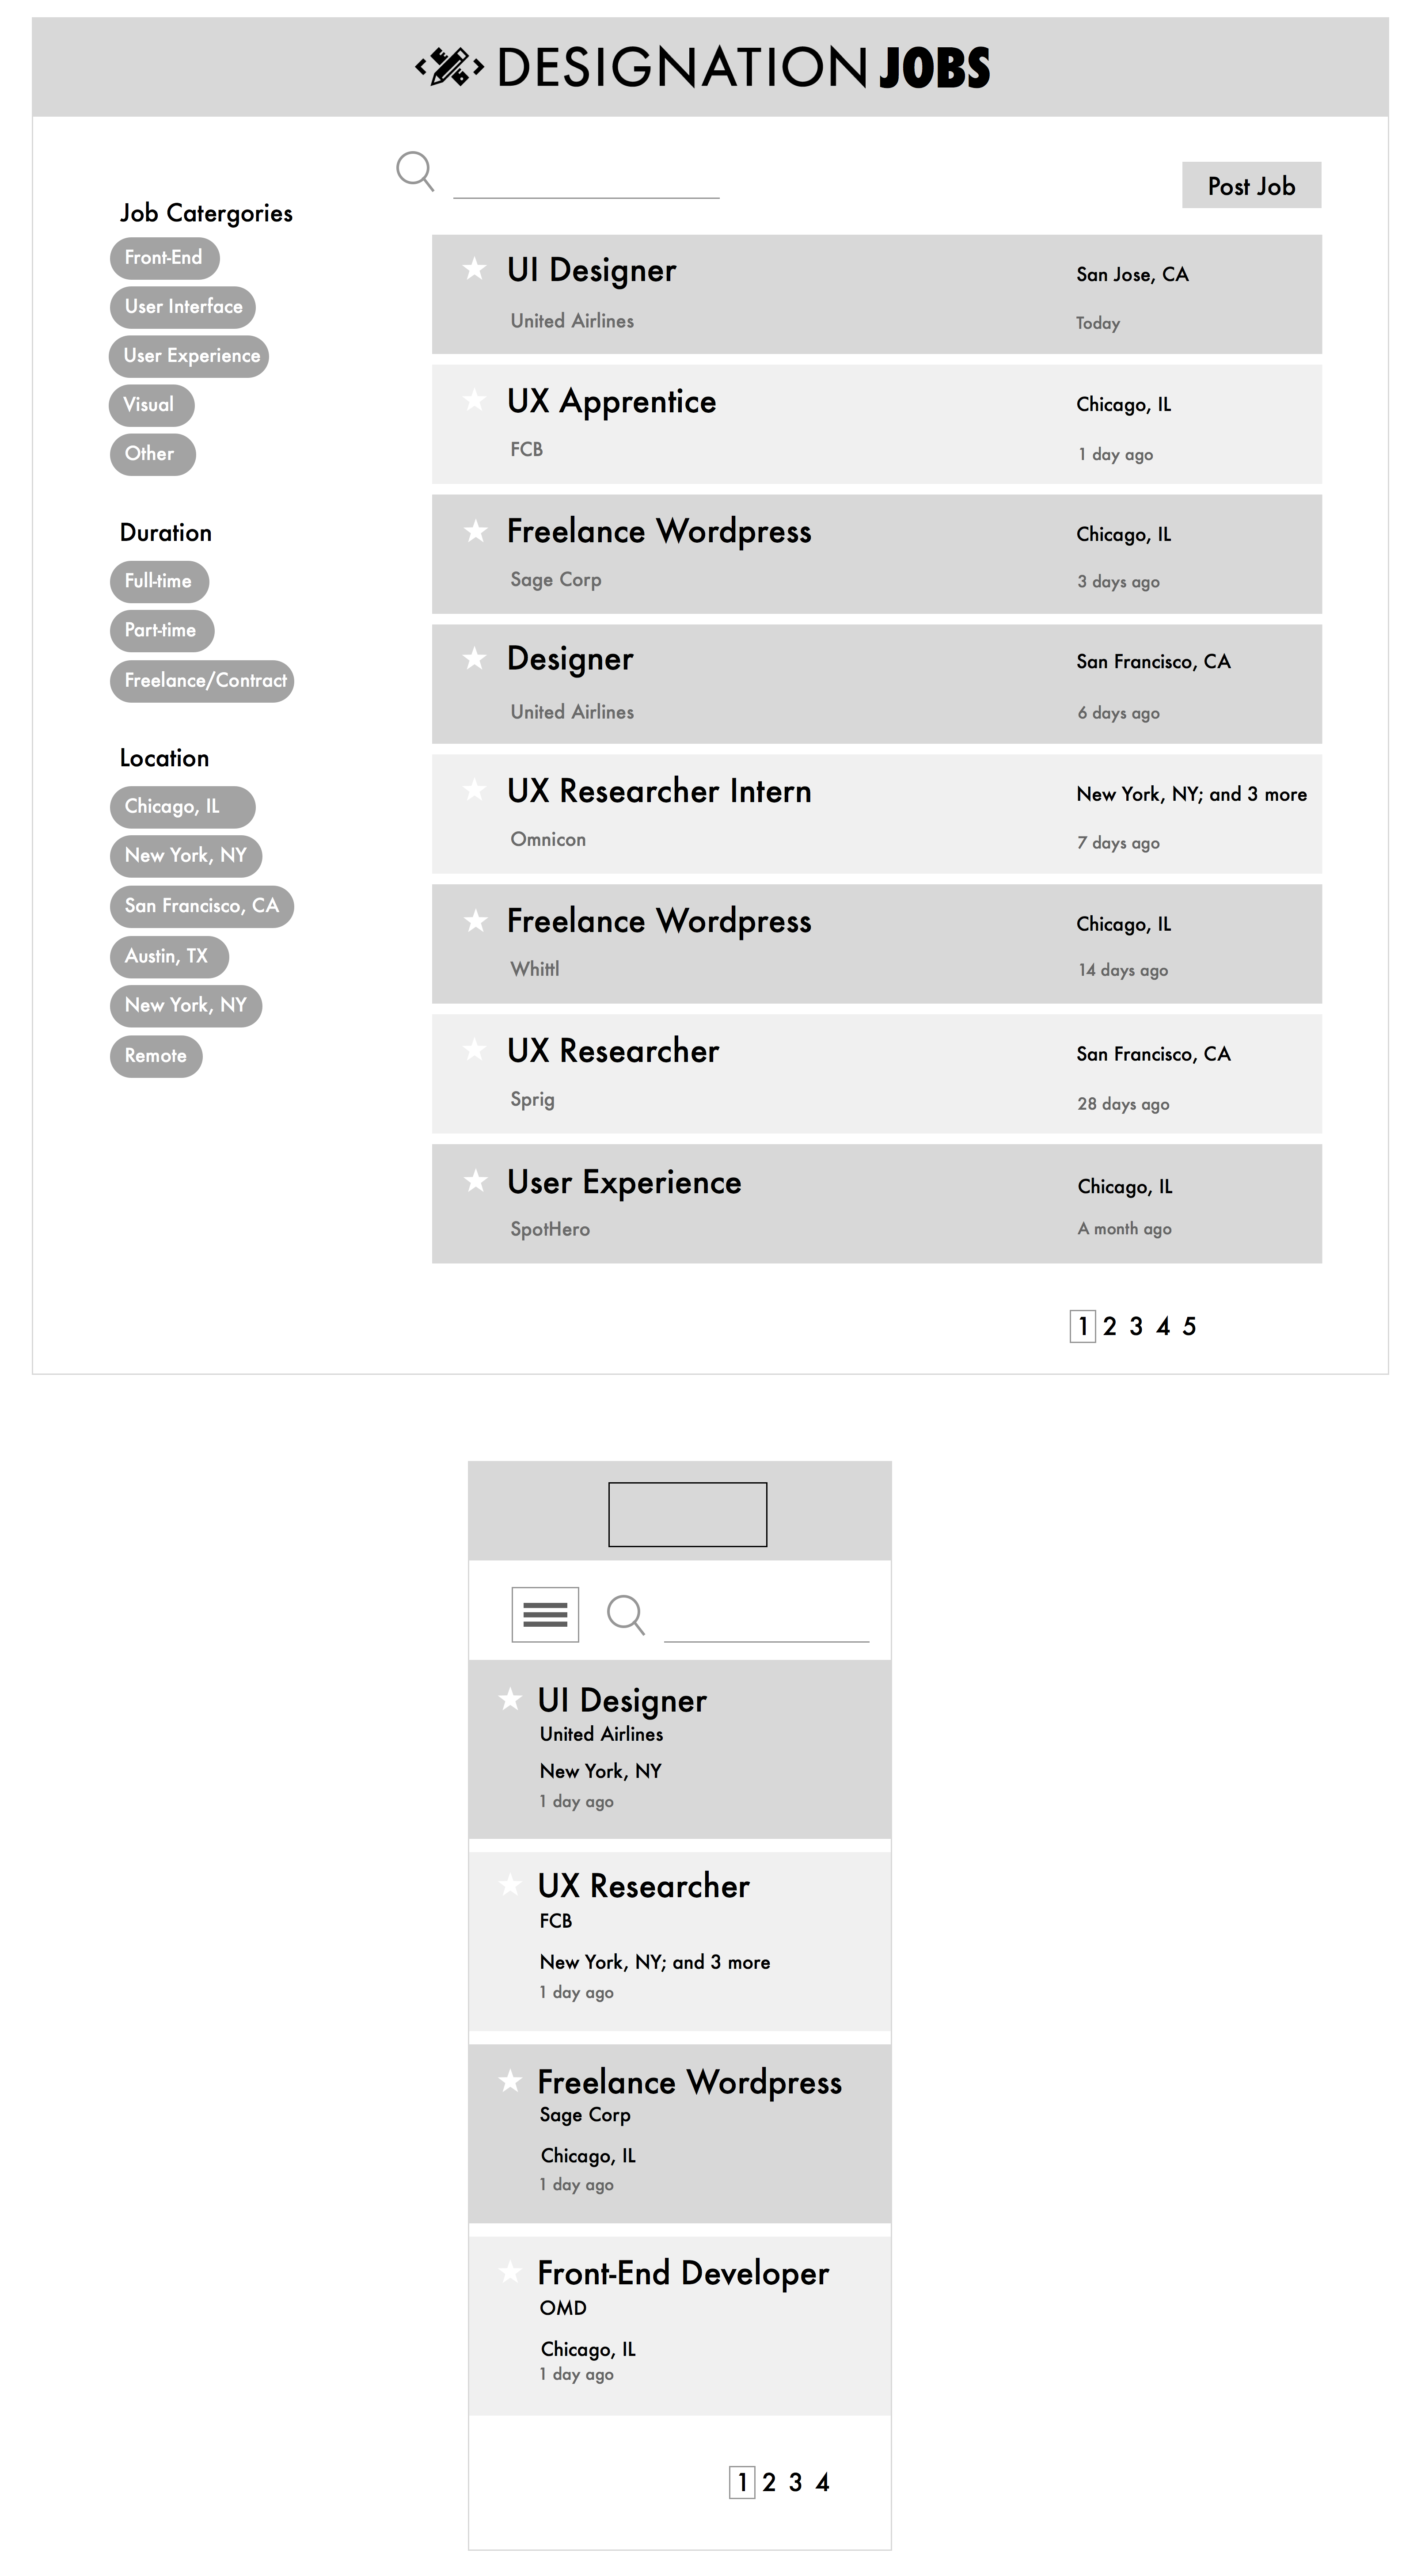 DESIGNATION JOBS
Post Job
Job Catergories
Front-End
User Interface
User Experience
Visual
Other
Duration
Full-time
Part-time
Freelance/Contract
Location
Chicago, IL
New York, NY
San Francisco, CA
Austin, TX
New York, NY
Remote
UI Designer
San Jose, CA
United Airlines
Today
UX Apprentice
Chicago, IL
FCB
1 day ago
Freelance Wordpress
Chicago, IL
Sage Corp
3 days ago
Designer
San Francisco, CA
United Airlines
6 days ago
UX Researcher Intern
New York, NY; and 3 more
Omnicon
7 days ago
Freelance Wordpress
Chicago, IL
Whittl
14 days ago
UX Researcher
San Francisco, CA
Sprig
28 days ago
User Experience
Chicago, IL
SpotHero
A month ago
1 2 3 4 5
UI Designer
United Airlines
New York, NY
1 day ago
UX Researcher
FCB
New York, NY; and 3 more
1 day ago
Freelance Wordpress
Sage Corp
Chicago, IL
1 day ago
Front-End Developer
OMD
Chicago, IL
1 day ago
1 2 3 4